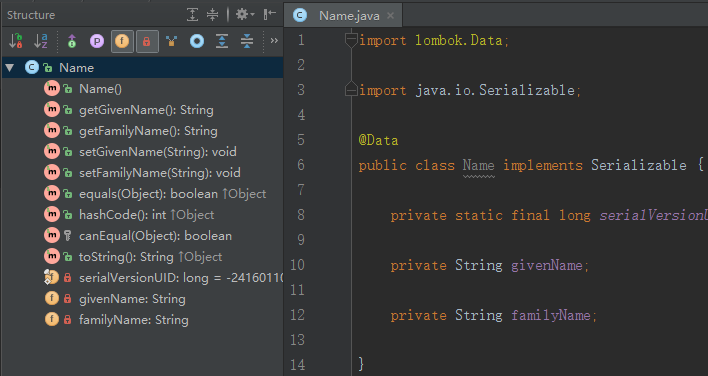 Structure
Name
Name()
getGivenName(): String
getFamilyName(): String
setGivenName(String): void
setFamilyName(String): void
equals(Object): boolean ↑Object
hashCode(): int ↑Object
canEqual(Object): boolean
toString(): String ↑Object
serialVersionUID: long = -24160110
givenName: String
familyName: String
Name.java
1 import lombok.Data;
2
3 import java.io.Serializable;
4
5 @Data
6 public class Name implements Serializable {
7
8 private static final long serialVersionU
9
10 private String givenName;
11
12 private String familyName;
13
14 }